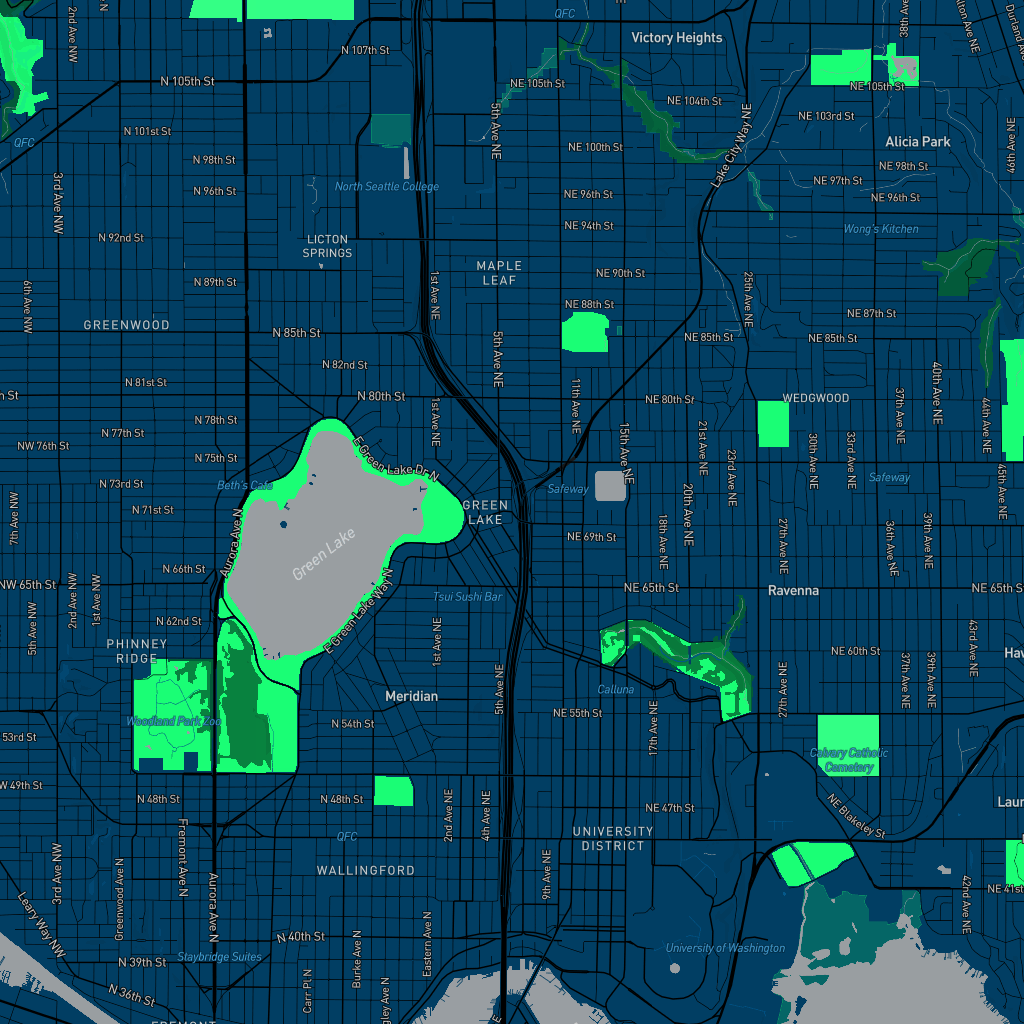 QFC
38th Ave
Victory Heights
2nd Ave NW
N 107th St
N 105th St
NE 105th St
NE 105th St
NE 104th St
NE 103rd St
QFC
N 101st St
5th Ave NE
Lake City Way NE
46th Ave NE
Alicia Park
NE 100th St
N 98th St
NE 98th St
NE 97th St
North Seattle College
N 96th St
NE 96th St
NE 96th St
3rd Ave NW
NE 94th St
Wong's Kitchen
N 92nd St
LICTON
SPRINGS
MAPLE
LEAF
NE 90th St
N 89th St
1st Ave NE
25th Ave NE
6th Ave NW
NE 88th St
NE 87th St
GREENWOOD
N 85th St
NE 85th St
NE 85th St
5th Ave NE
N 82nd St
N 81st St
40th Ave NE
N 80th St
NE 80th St
WEDGWOOD
11th Ave NE
37th Ave NE
44th Ave NE
N 78th St
1st Ave NE
N 77th St
15th Ave NE
21st Ave NE
NW 76th St
30th Ave NE
33rd Ave NE
N 75th St
E Green Lake Dr N
23rd Ave NE
Safeway
45th Ave NE
N 73rd St
Beth's Cafe
Safeway
7th Ave NW
N 71st St
GREEN
LAKE
20th Ave NE
18th Ave NE
27th Ave NE
36th Ave NE
39th Ave NE
Aurora Ave N
Green Lake
NE 69th St
N 66th St
NW 65th St
NE 65th St
NE 65th St
2nd Ave NW
1st Ave NW
Tsui Sushi Bar
Ravenna
5th Ave NW
N 62nd St
E Green Lake Way N
1st Ave NE
43rd Ave NE
PHINNEY
RIDGE
NE 60th St
37th Ave NE
39th Ave NE
5th Ave NE
Calluna
27th Ave NE
Meridian
Woodland Park Zoo
N 54th St
NE 55th St
17th Ave NE
53rd St
Calvary Catholic
Cemetery
N 48th St
N 48th St
NE 47th St
2nd Ave NE
4th Ave NE
NE Blakeley St
Fremont Ave N
QFC
UNIVERSITY
DISTRICT
3rd Ave NW
WALLINGFORD
9th Ave NE
Greenwood Ave N
Aurora Ave N
NE 41st
42nd Ave NE
Leary Way NW
N 40th St
Eastern Ave N
Burke Ave N
University of Washington
Staybridge Suites
N 39th St
Carr Pl N
N 36th St
FREMONT